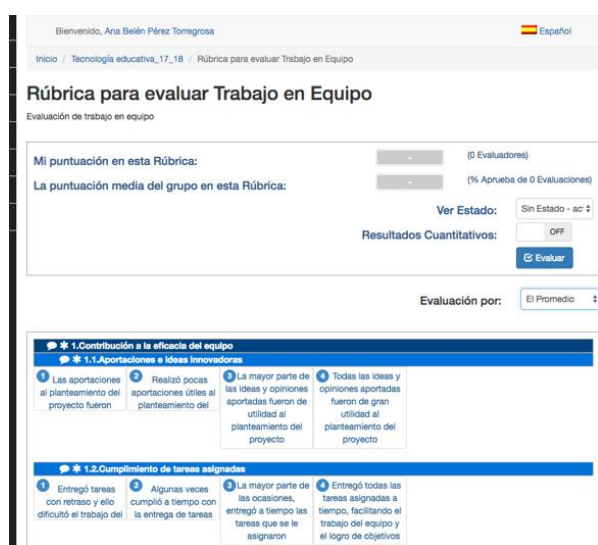 Bienvenido, Ana Belén Pérez Torregrosa
Español
Inicio / Tecnología educativa_17_18 / Rúbrica para evaluar Trabajo en Equipo
Rúbrica para evaluar Trabajo en Equipo
Evaluación de trabajo en equipo
Mi puntuación en esta Rúbrica: - (0 Evaluadores)
La puntuación media del grupo en esta Rúbrica: - (% Aprueba de 0 Evaluaciones)
Ver Estado: Sin Estado - ac
Resultados Cuantitativos: OFF
Evaluar
Evaluación por: El Promedio
1.Contribución a la eficacia del equipo
1.1.Aportaciones e ideas innovadoras
1 Las aportaciones
al planteamiento del
proyecto fueron
2 Realizó pocas
aportaciones útiles al
planteamiento del
3 La mayor parte de
las ideas y opiniones
aportadas fueron de
utilidad al
planteamiento del
proyecto
4 Todas las ideas y
opiniones aportadas
fueron de gran
utilidad al
planteamiento del
proyecto
1.2.Cumplimiento de tareas asignadas
1 Entregó tareas
con retraso y ello
dificultó el trabajo del
2 Algunas veces
cumplió a tiempo con
la entrega de tareas
3 La mayor parte de
las ocasiones,
entregó a tiempo las
tareas que se le
asignaron
4 Entregó todas las
tareas asignadas a
tiempo, facilitando el
trabajo del equipo y
el logro de objetivos